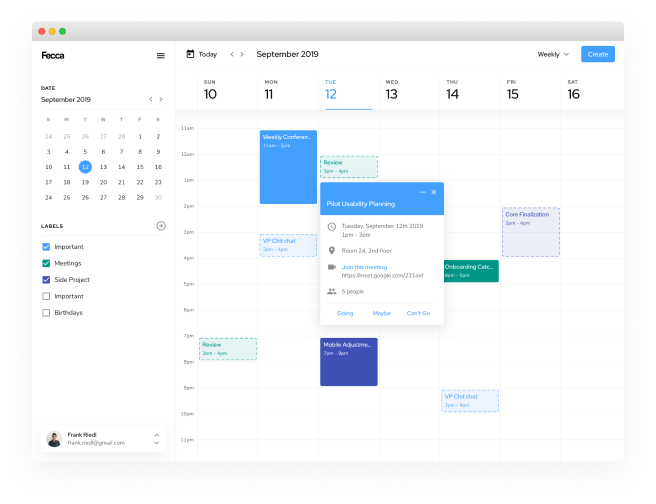 Fecca
Today
September 2019
Weekly
Create
DATE
September 2019
S M T W T F S
24 25 26 27 28 1 2
3 4 5 6 7 8 9
10 11 12 13 14 15 16
17 18 19 20 21 22 23
24 25 26 27 28 29 30
LABELS
Important
Meetings
Side Project
Important
Birthdays
Frank Riedl
frank.riedl@gmail.com
SUN MON TUE WED THU FRI SAT
10 11 12 13 14 15 16
11am
12am
1pm
2pm
3pm
4pm
5pm
6pm
7pm
8pm
9pm
10pm
11pm
Weekly Conferen...
11am - 2pm
Review
3pm - 4pm
Pilot Usability Planning
Tuesday, September 12th 2019
1pm - 3pm
Room 24, 2nd floor
Join this meeting
https://meet.google.com/231oxf
5 people
Going Maybe Can't Go
VP Chit chat
3pm - 4pm
Core Finalization
2pm - 4pm
Onboarding Catc...
4pm - 5pm
Review
3pm - 4pm
Mobile Adjustme...
7pm - 9pm
VP Chit chat
3pm - 4pm